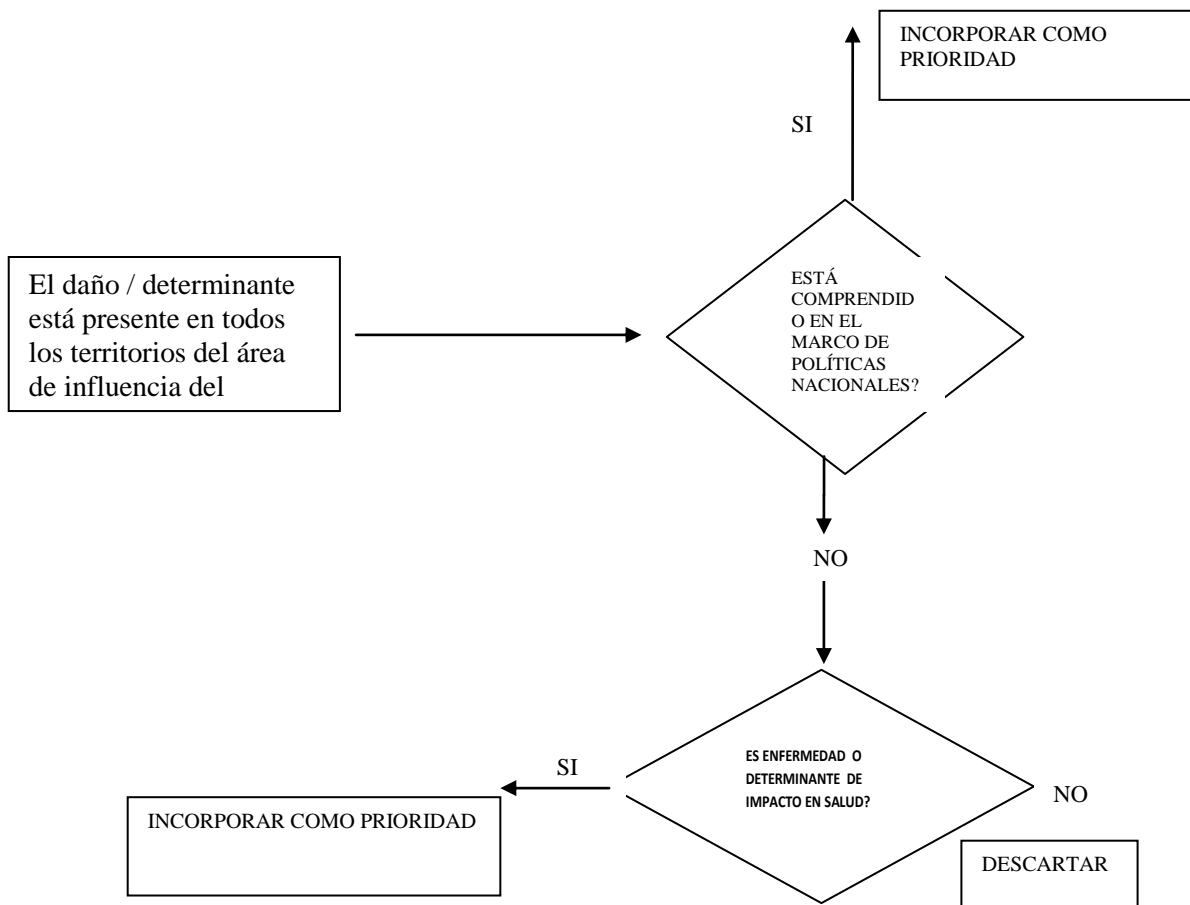 INCORPORAR COMO
PRIORIDAD
SI
El daño / determinante
está presente en todos
los territorios del área
de influencia del
ESTÁ
COMPRENDID
O EN EL
MARCO DE
POLÍTICAS
NACIONALES?
NO
ES ENFERMEDAD O
DETERMINANTE DE
IMPACTO EN SALUD?
SI
NO
INCORPORAR COMO PRIORIDAD
DESCARTAR